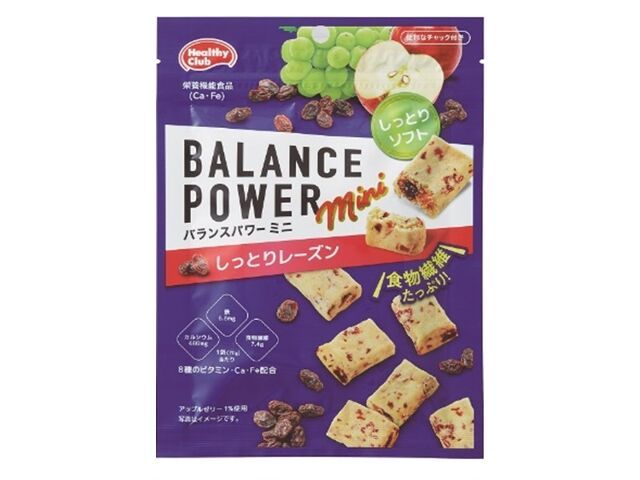 Healthy
Club
便利なチャック付き
栄養機能食品
(Ca・Fe)
しっとり
ソフト
BALANCE
POWER mini
バランスパワー ミニ
しっとりレーズン
食物繊維
たっぷり!
鉄
カルシウム
食物繊維
7.4g
1袋
8種のビタミン・Ca・Fe配合
アップルゼリー 1%使用
写真はイメージです。